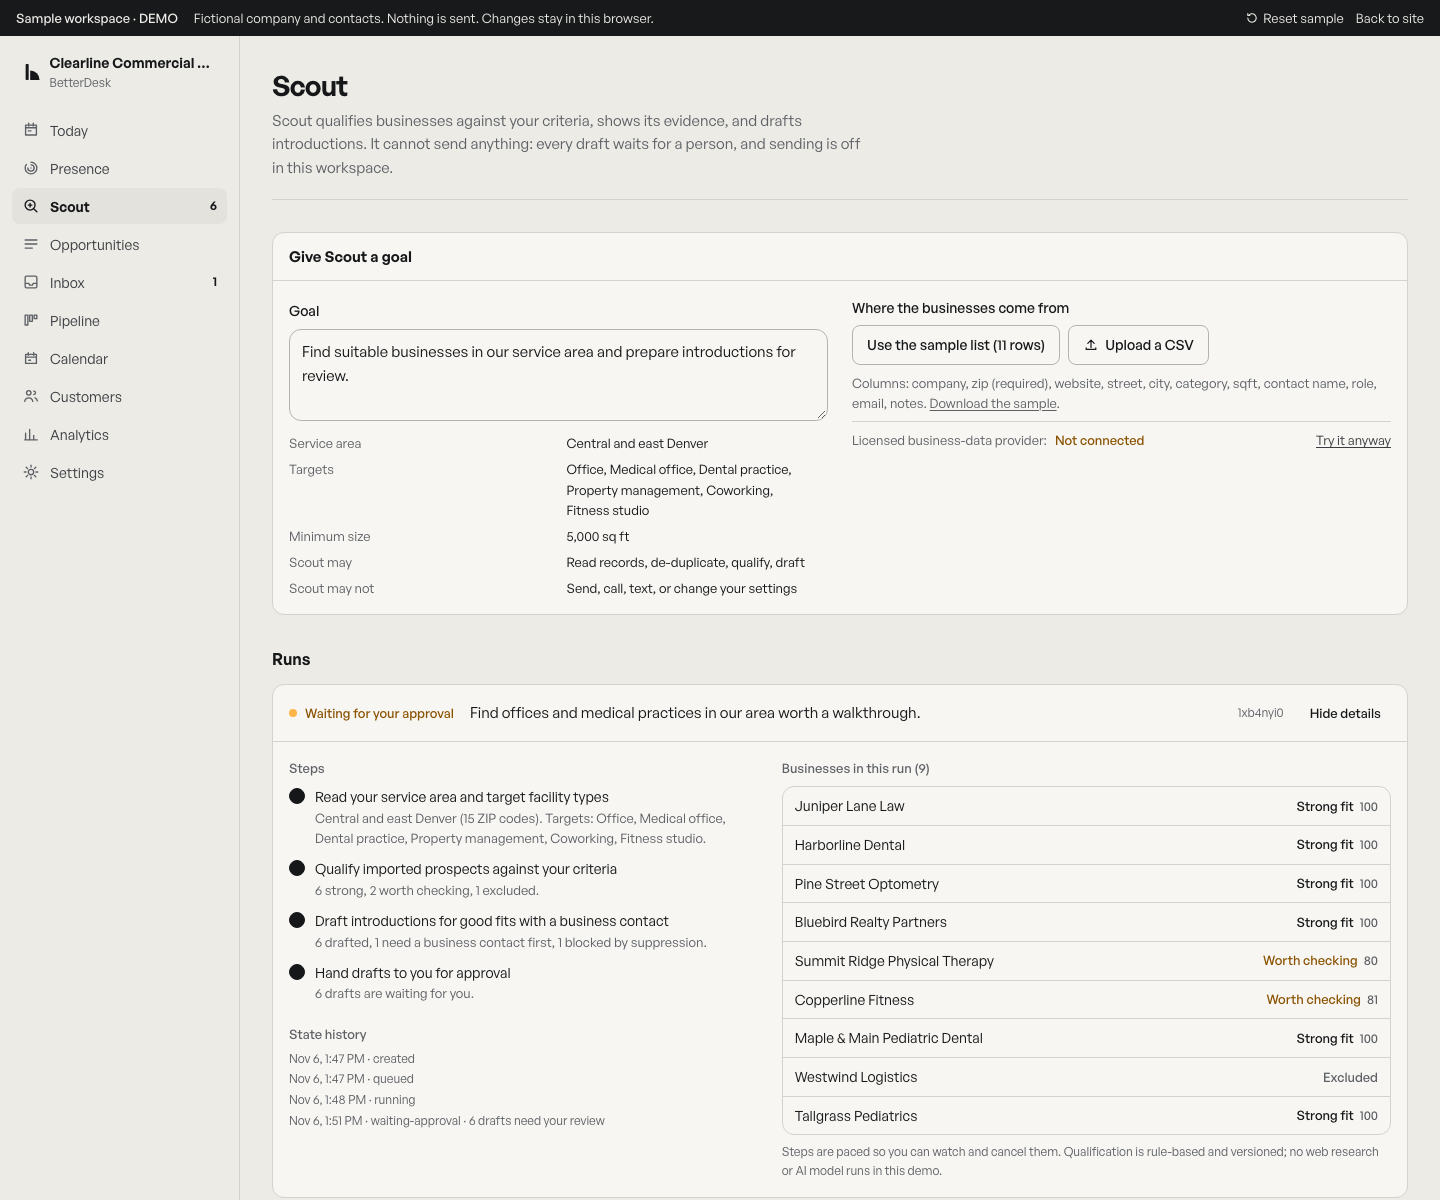 Sample workspace · DEMO Fictional company and contacts. Nothing is sent. Changes stay in this browser. Reset sample Back to site
Clearline Commercial ...
BetterDesk
Today
Presence
Scout 6
Opportunities
Inbox 1
Pipeline
Calendar
Customers
Analytics
Settings
Scout
Scout qualifies businesses against your criteria, shows its evidence, and drafts
introductions. It cannot send anything: every draft waits for a person, and sending is off
in this workspace.
Give Scout a goal
Goal
Find suitable businesses in our service area and prepare introductions for
review.
Service area Central and east Denver
Targets Office, Medical office, Dental practice,
Property management, Coworking,
Fitness studio
Minimum size 5,000 sq ft
Scout may Read records, de-duplicate, qualify, draft
Scout may not Send, call, text, or change your settings
Where the businesses come from
Use the sample list (11 rows) Upload a CSV
Columns: company, zip (required), website, street, city, category, sqft, contact name, role,
email, notes. Download the sample.
Licensed business-data provider: Not connected Try it anyway
Runs
Waiting for your approval Find offices and medical practices in our area worth a walkthrough. 1xb4nyi0 Hide details
Steps
Read your service area and target facility types
Central and east Denver (15 ZIP codes). Targets: Office, Medical office,
Dental practice, Property management, Coworking, Fitness studio.
Qualify imported prospects against your criteria
6 strong, 2 worth checking, 1 excluded.
Draft introductions for good fits with a business contact
6 drafted, 1 need a business contact first, 1 blocked by suppression.
Hand drafts to you for approval
6 drafts are waiting for you.
State history
Nov 6, 1:47 PM · created
Nov 6, 1:47 PM · queued
Nov 6, 1:48 PM · running
Nov 6, 1:51 PM · waiting-approval · 6 drafts need your review
Businesses in this run (9)
Juniper Lane Law Strong fit 100
Harborline Dental Strong fit 100
Pine Street Optometry Strong fit 100
Bluebird Realty Partners Strong fit 100
Summit Ridge Physical Therapy Worth checking 80
Copperline Fitness Worth checking 81
Maple & Main Pediatric Dental Strong fit 100
Westwind Logistics Excluded
Tallgrass Pediatrics Strong fit 100
Steps are paced so you can watch and cancel them. Qualification is rule-based and versioned; no web research
or AI model runs in this demo.